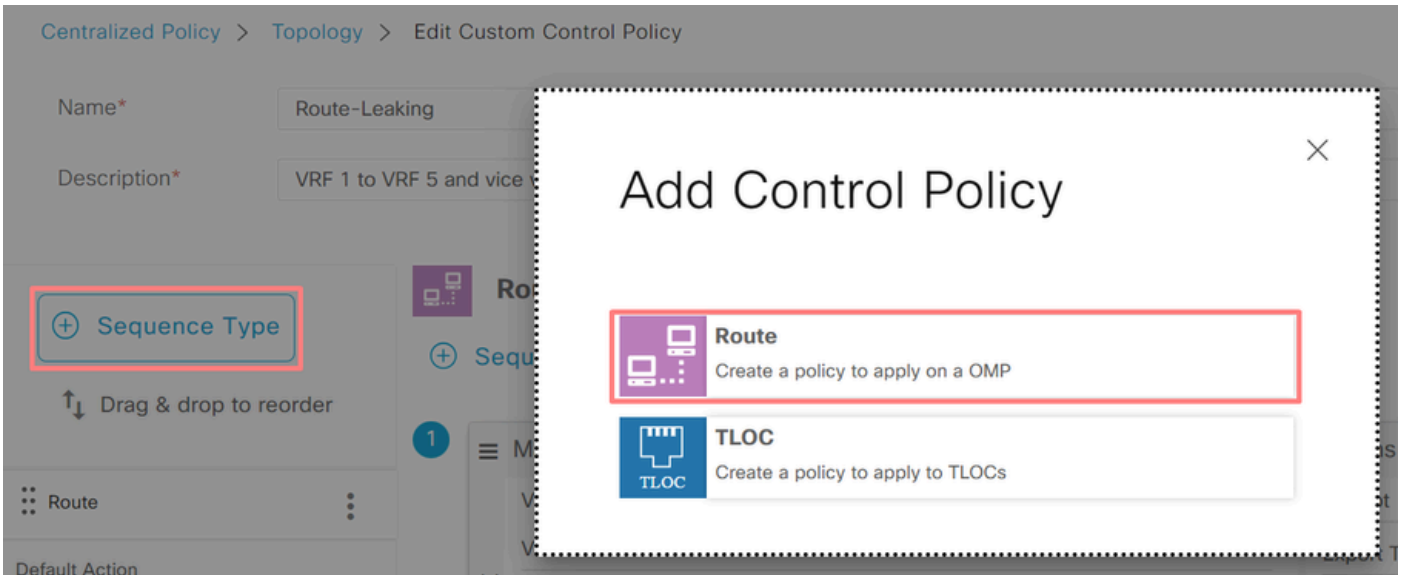 Centralized Policy > Topology > Edit Custom Control Policy
Name* Route-Leaking
Description* VRF 1 to VRF 5 and vice
Add Control Policy
Sequence Type
Drag & drop to reorder
Route
Default Action
1
Route
Create a policy to apply on a OMP
TLOC
TLOC
Create a policy to apply to TLOCs